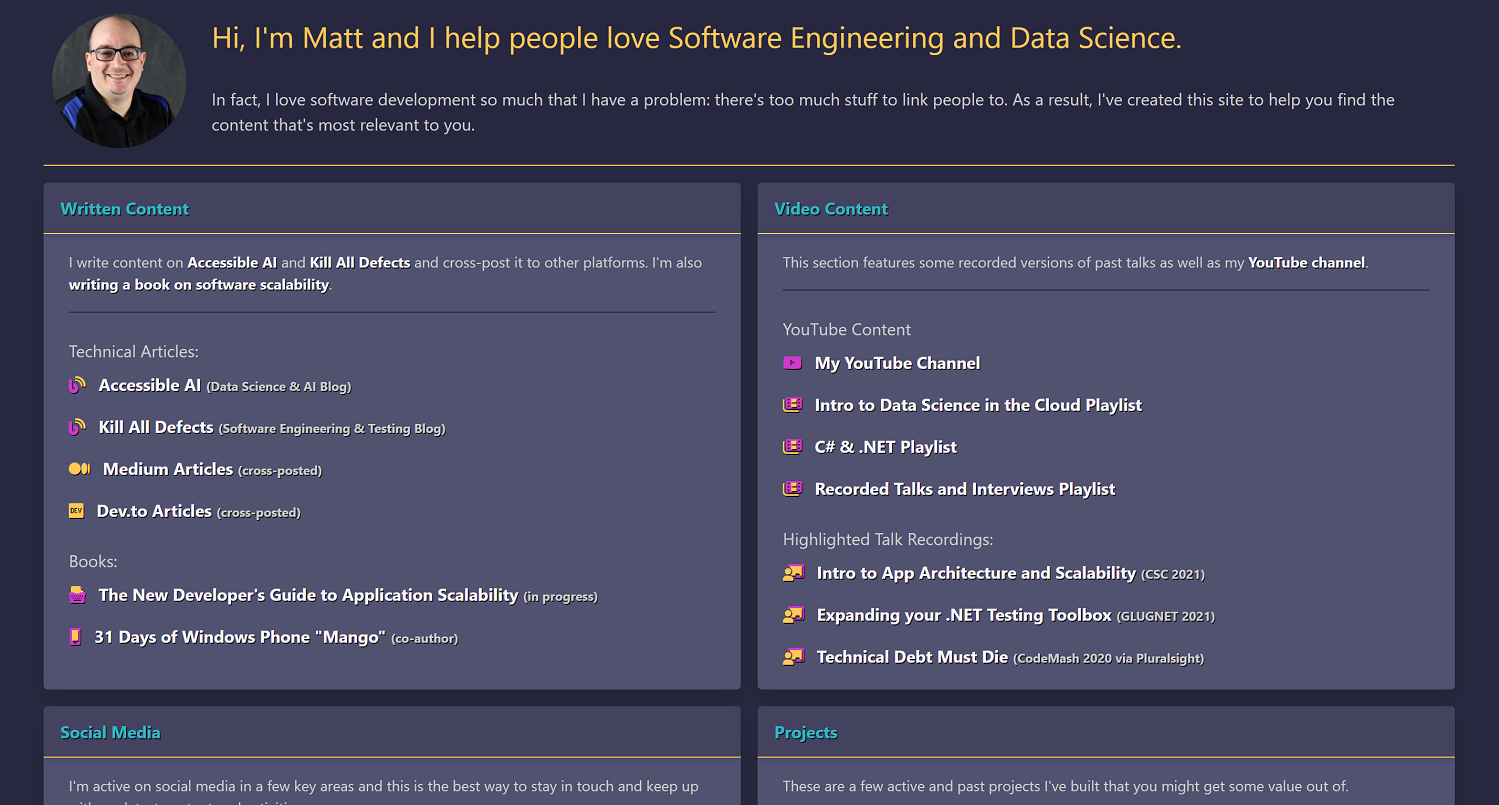 Hi, I'm Matt and I help people love Software Engineering and Data Science.
In fact, I love software development so much that I have a problem: there's too much stuff to link people to. As a result, I've created this site to help you find the
content that's most relevant to you.
Written Content
I write content on Accessible AI and Kill All Defects and cross-post it to other platforms. I'm also
writing a book on software scalability.
Technical Articles:
Accessible AI (Data Science & AI Blog)
Kill All Defects (Software Engineering & Testing Blog)
Medium Articles (cross-posted)
DEV Dev.to Articles (cross-posted)
Books:
The New Developer's Guide to Application Scalability (in progress)
31 Days of Windows Phone "Mango" (co-author)
Video Content
This section features some recorded versions of past talks as well as my YouTube channel.
YouTube Content
My YouTube Channel
Intro to Data Science in the Cloud Playlist
C# & .NET Playlist
Recorded Talks and Interviews Playlist
Highlighted Talk Recordings:
Intro to App Architecture and Scalability (CSC 2021)
Expanding your .NET Testing Toolbox (GLUGNET 2021)
Technical Debt Must Die (CodeMash 2020 via Pluralsight)
Social Media
I'm active on social media in a few key areas and this is the best way to stay in touch and keep up
Projects
These are a few active and past projects I've built that you might get some value out of.